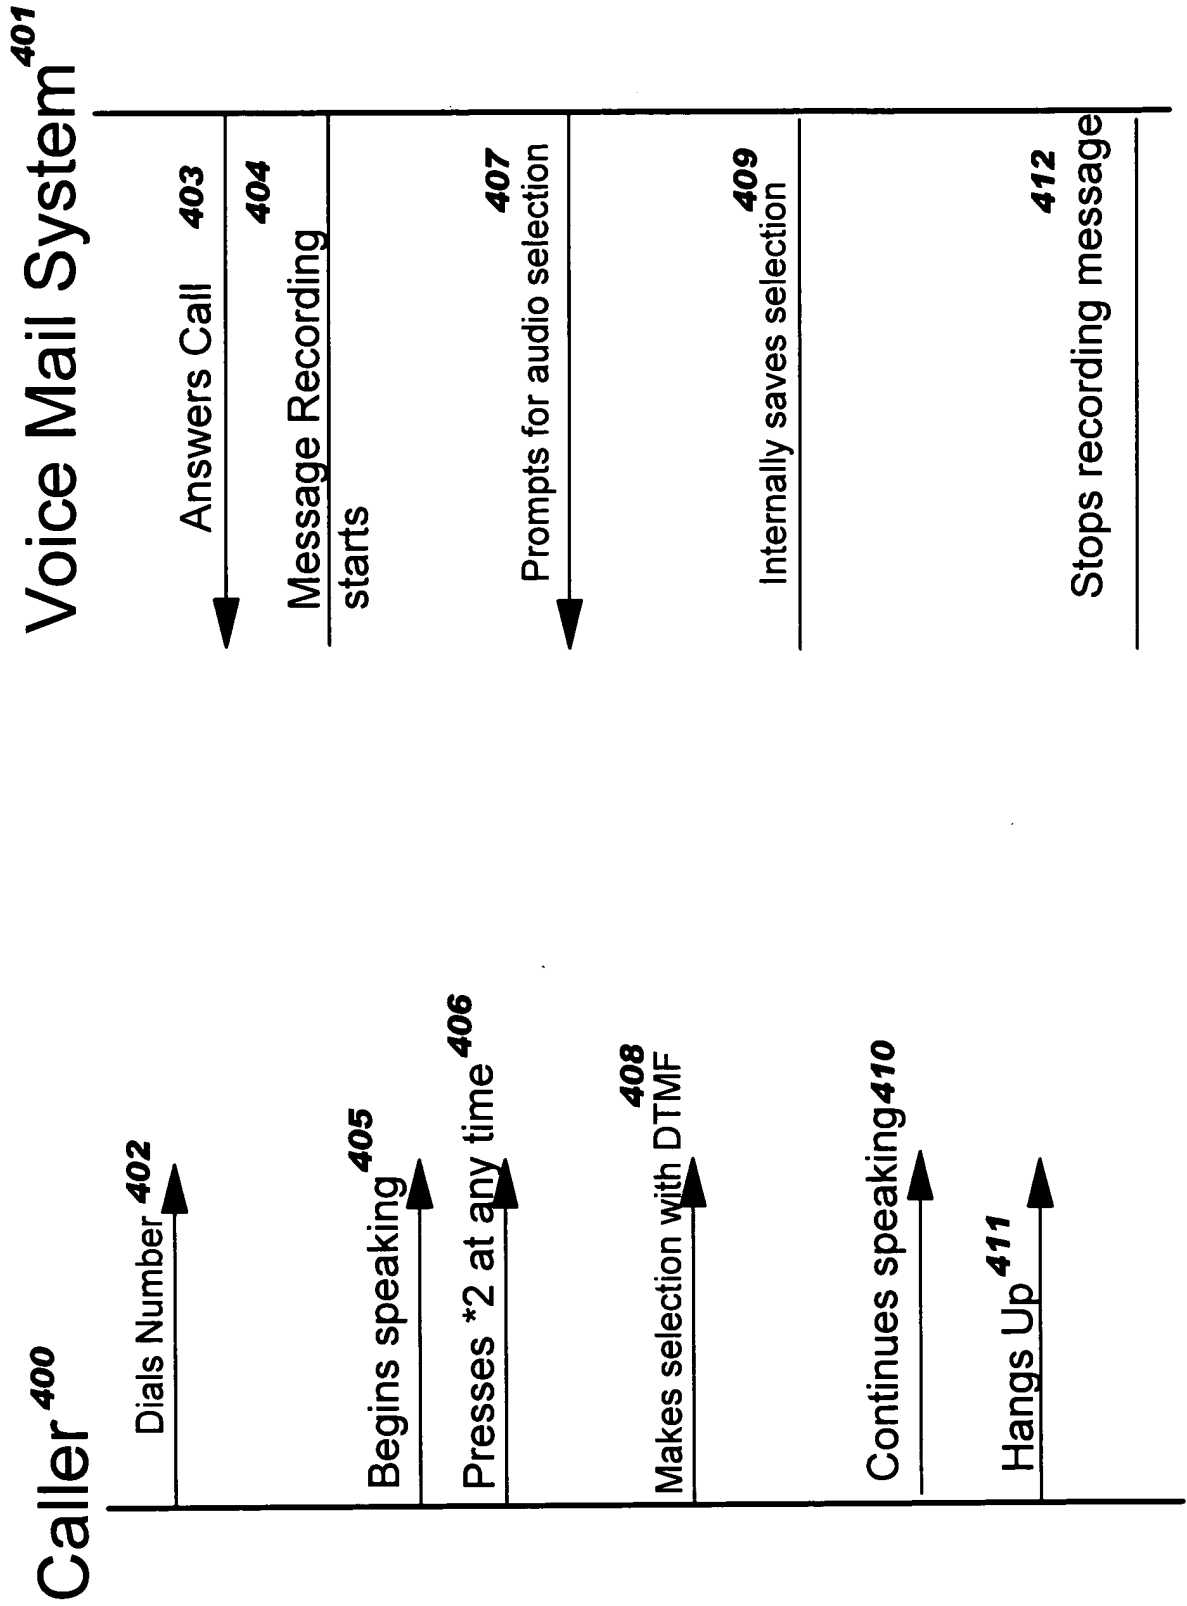 Caller 400
Voice Mail System 401
Dials Number 402
Answers Call 403
404
Message Recording
starts
405
Begins speaking
Presses *2 at any time 406
407
Prompts for audio selection
408
Makes selection with DTMF
409
Internally saves selection
Continues speaking 410
Hangs Up 411
412
Stops recording message